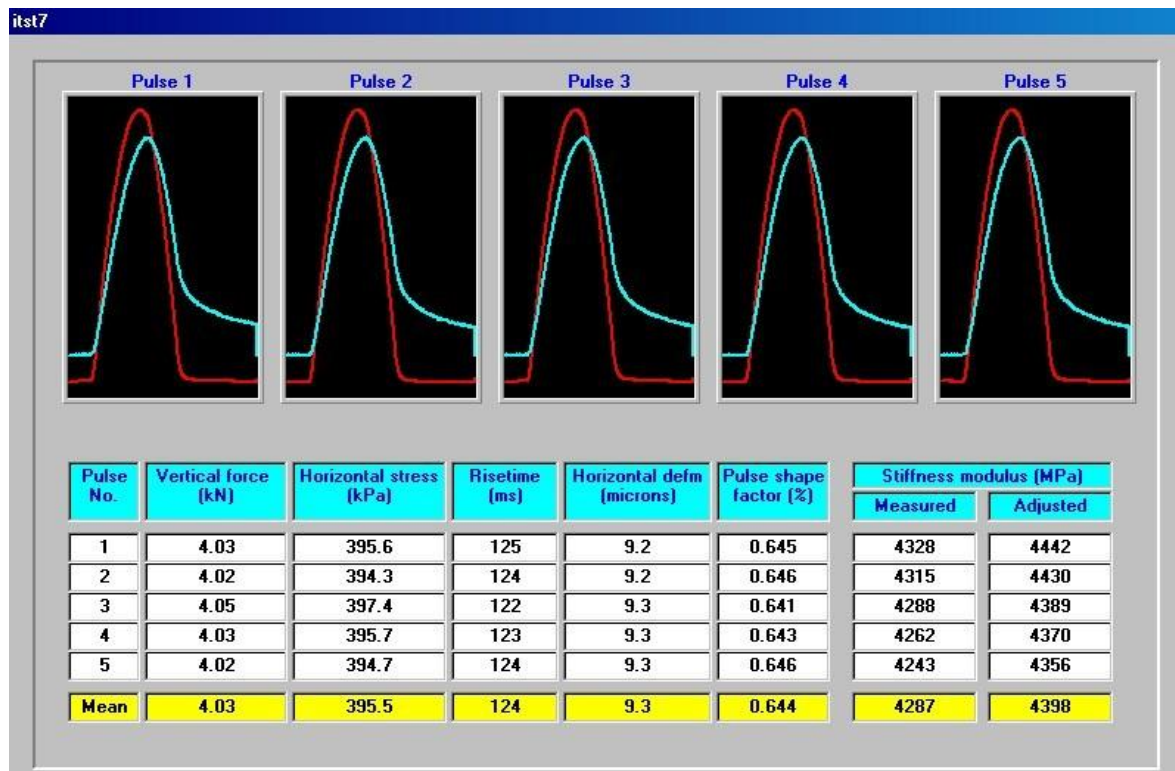 itst7
Pulse 1 Pulse 2 Pulse 3 Pulse 4 Pulse 5
Pulse No. Vertical force (kN) Horizontal stress (kPa) Risetime (ms) Horizontal defm (microns) Pulse shape factor (%) Stiffness modulus (MPa)
Measured Adjusted
1 4.03 395.6 125 9.2 0.645 4328 4442
2 4.02 394.3 124 9.2 0.646 4315 4430
3 4.05 397.4 122 9.3 0.641 4288 4389
4 4.03 395.7 123 9.3 0.643 4262 4370
5 4.02 394.7 124 9.3 0.646 4243 4356
Mean 4.03 395.5 124 9.3 0.644 4287 4398